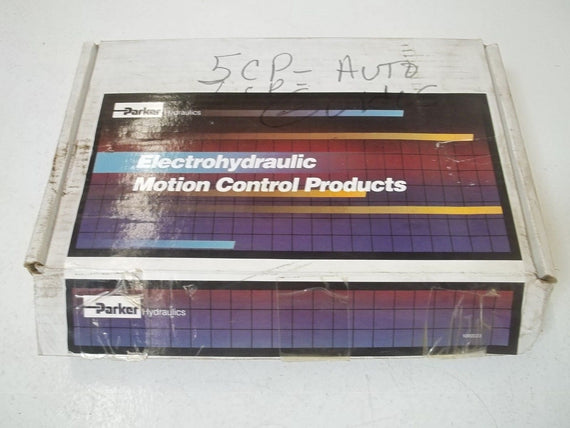 5CP- AUTO
Parker Hydraulics
Electrohydraulic
Motion Control Products
Parker Hydraulics